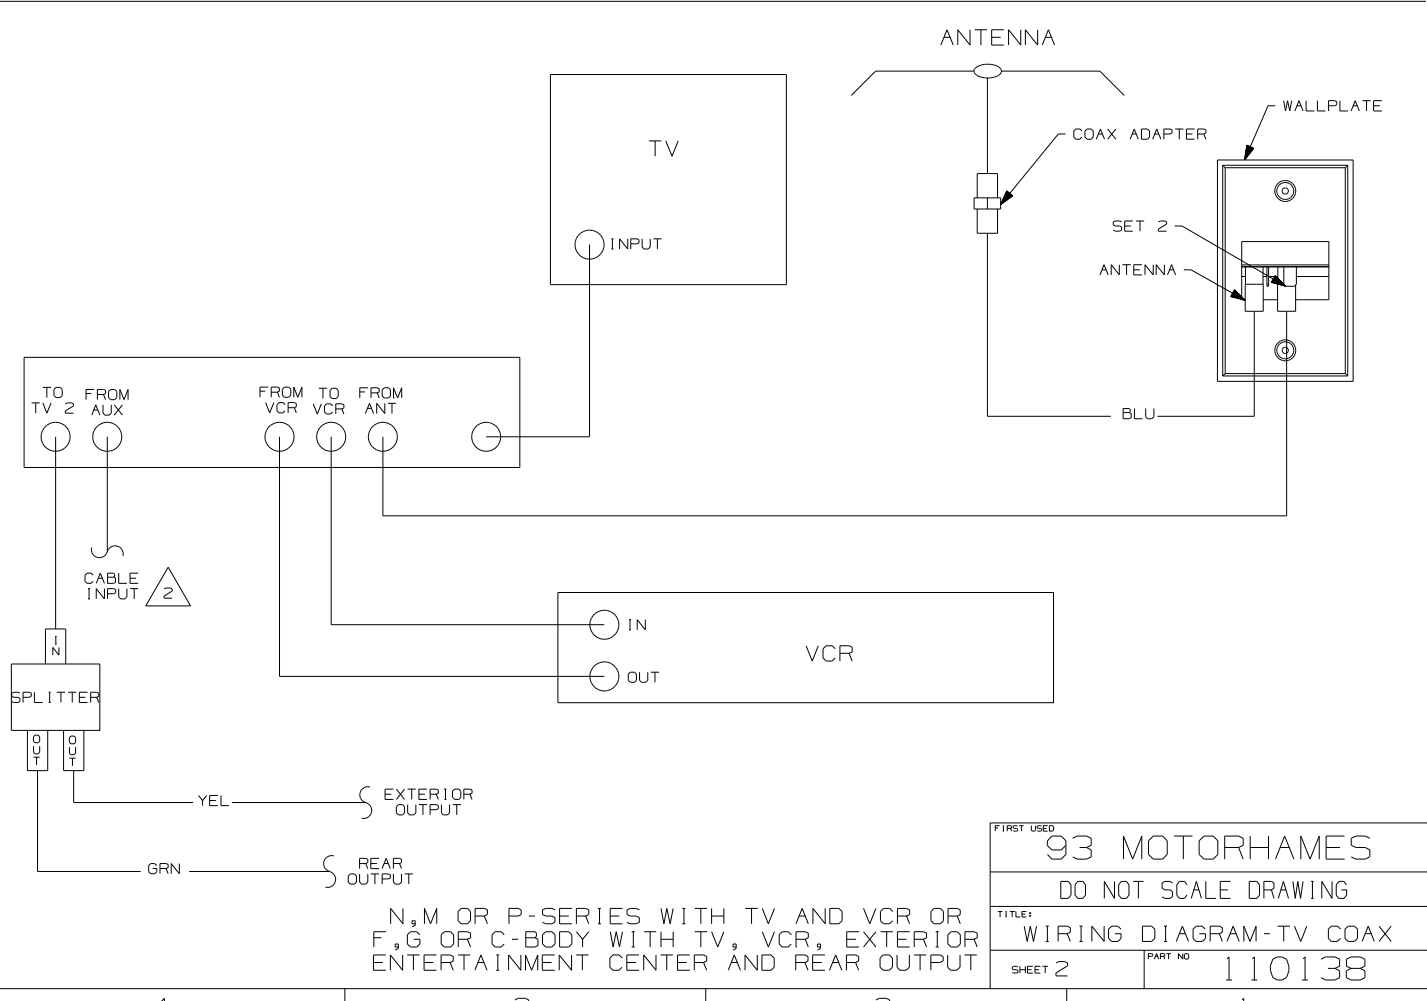 ANTENNA
WALLPLATE
COAX ADAPTER
TV
SET 2
INPUT
ANTENNA
TO
TV 2
FROM
AUX
FROM
VCR
TO
VCR
FROM
ANT
BLU
CABLE
INPUT
2
IN
IN
OUT
VCR
SPLITTER
OUT
OUT
YEL
EXTERIOR
OUTPUT
GRN
REAR
OUTPUT
N,M OR P-SERIES WITH TV AND VCR OR
F,G OR C-BODY WITH TV, VCR, EXTERIOR
ENTERTAINMENT CENTER AND REAR OUTPUT
FIRST USED
93 MOTORHAMES
DO NOT SCALE DRAWING
TITLE:
WIRING DIAGRAM-TV COAX
SHEET 2
PART NO
110138